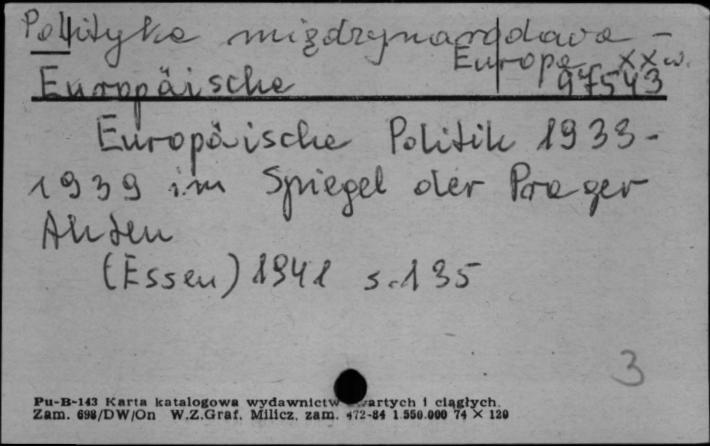 Polityka międzynarodowa -
Europa XX w.
Europäische 97543
Europäische Politik 1933-
1939 im Spiegel der Prager
Akten
(Essen) 1941 s. 135
3
Pu-B-143 Karta katalogowa wydawnictw zwartych i ciągłych.
Zam. 698/DW/On W.Z.Graf. Milicz, zam. 472-84 1.550.000 74 × 120